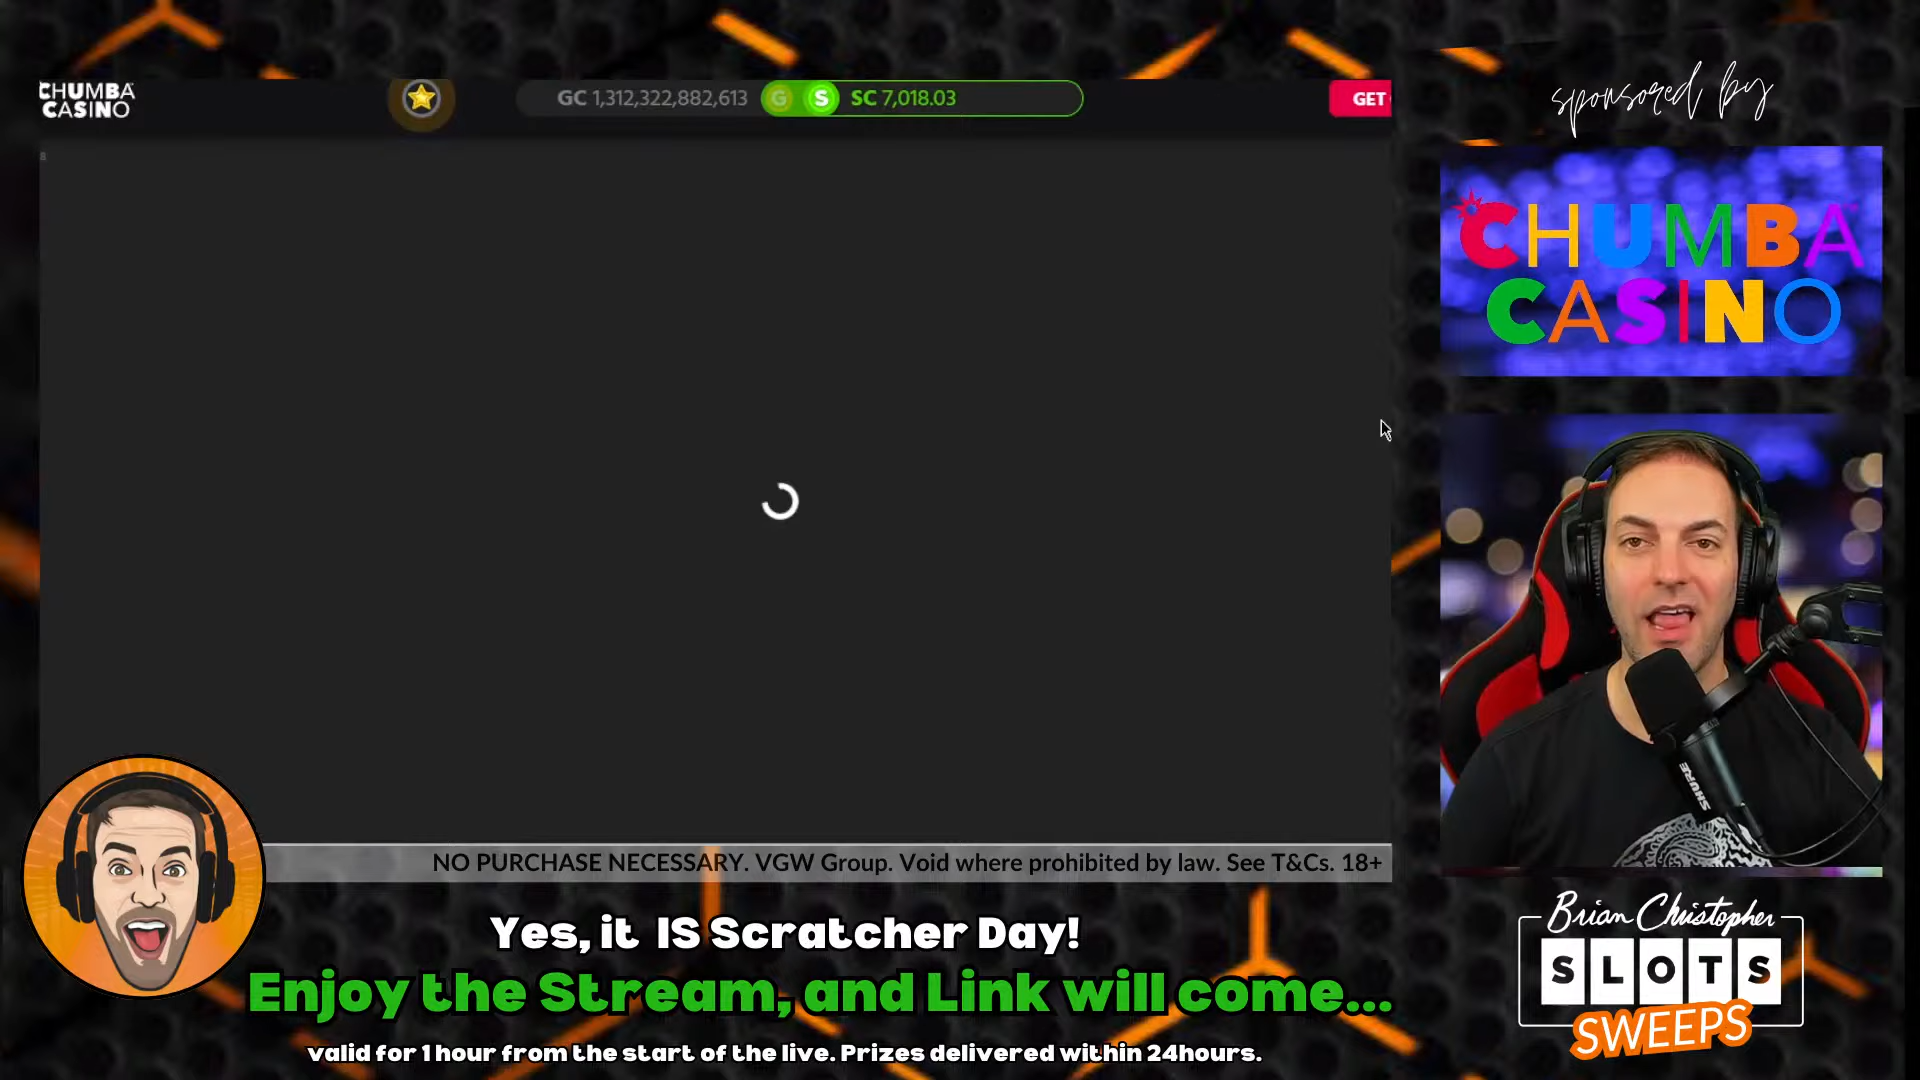 CHUMBA
CASINO
GC 1,312,322,882,613
G
S
SC 7,018.03
GET
sponsored by
CHUMBA
CASINO
SHURE
NO PURCHASE NECESSARY. VGW Group. Void where prohibited by law. See T&Cs. 18+
Yes, it IS Scratcher Day!
Enjoy the Stream, and Link will come...
valid for 1 hour from the start of the live. Prizes delivered within 24hours.
Brian Christopher
SLOTS
SWEEPS